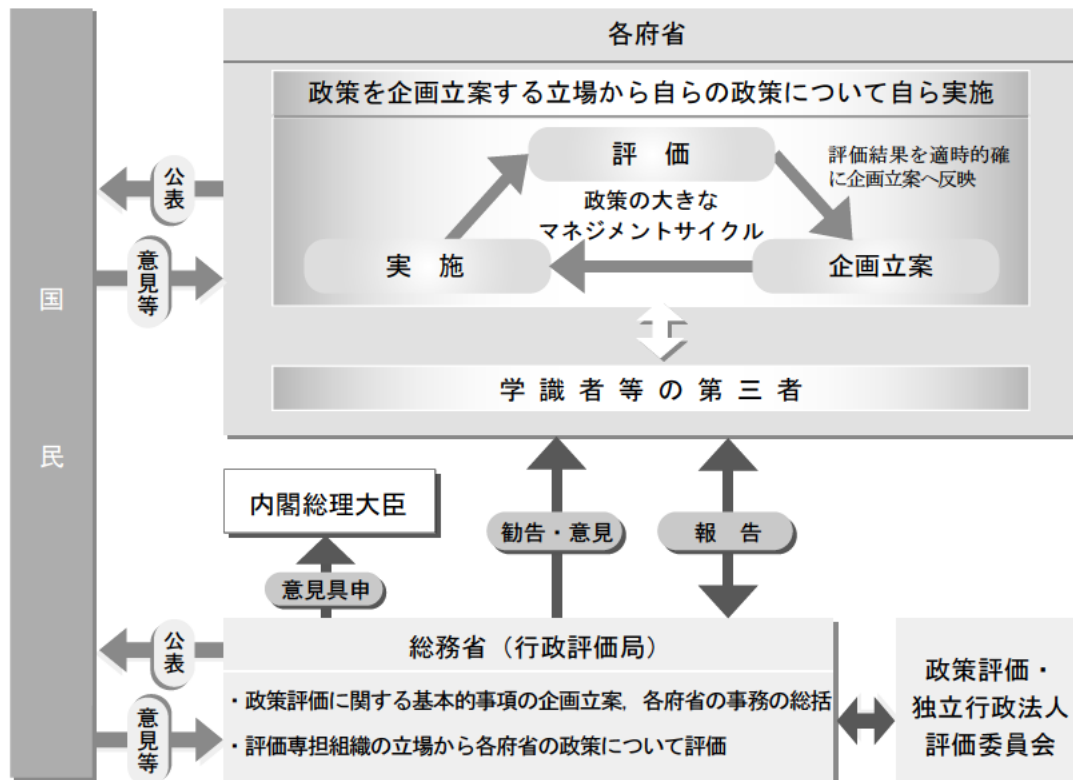 各府省
政策を企画立案する立場から自らの政策について自ら実施
評　価
評価結果を適時的確
に企画立案へ反映
政策の大きな
マネジメントサイクル
実　施
企画立案
学識者等の第三者
公表
意見等
国民
内閣総理大臣
勧告・意見
報　告
意見具申
公表
意見等
総務省（行政評価局）
・政策評価に関する基本的事項の企画立案，各府省の事務の総括
・評価専担組織の立場から各府省の政策について評価
政策評価・
独立行政法人
評価委員会